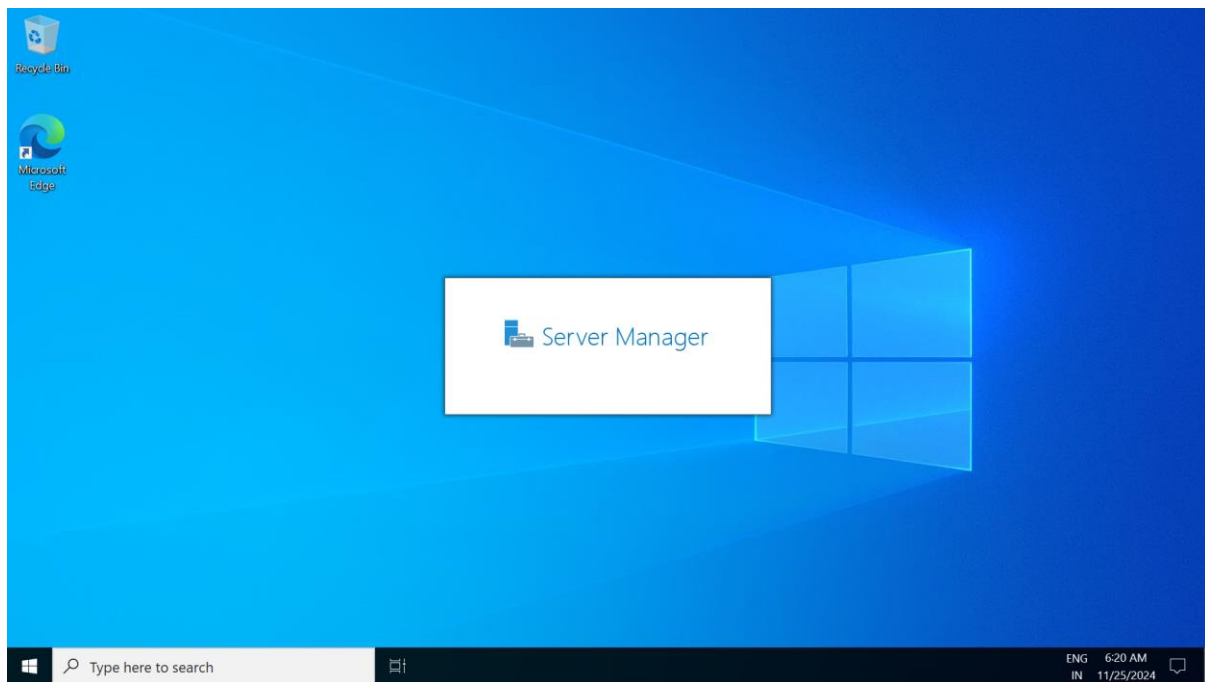 Recycle Bin
Microsoft
Edge
Server Manager
Type here to search
ENG 6:20 AM
IN 11/25/2024